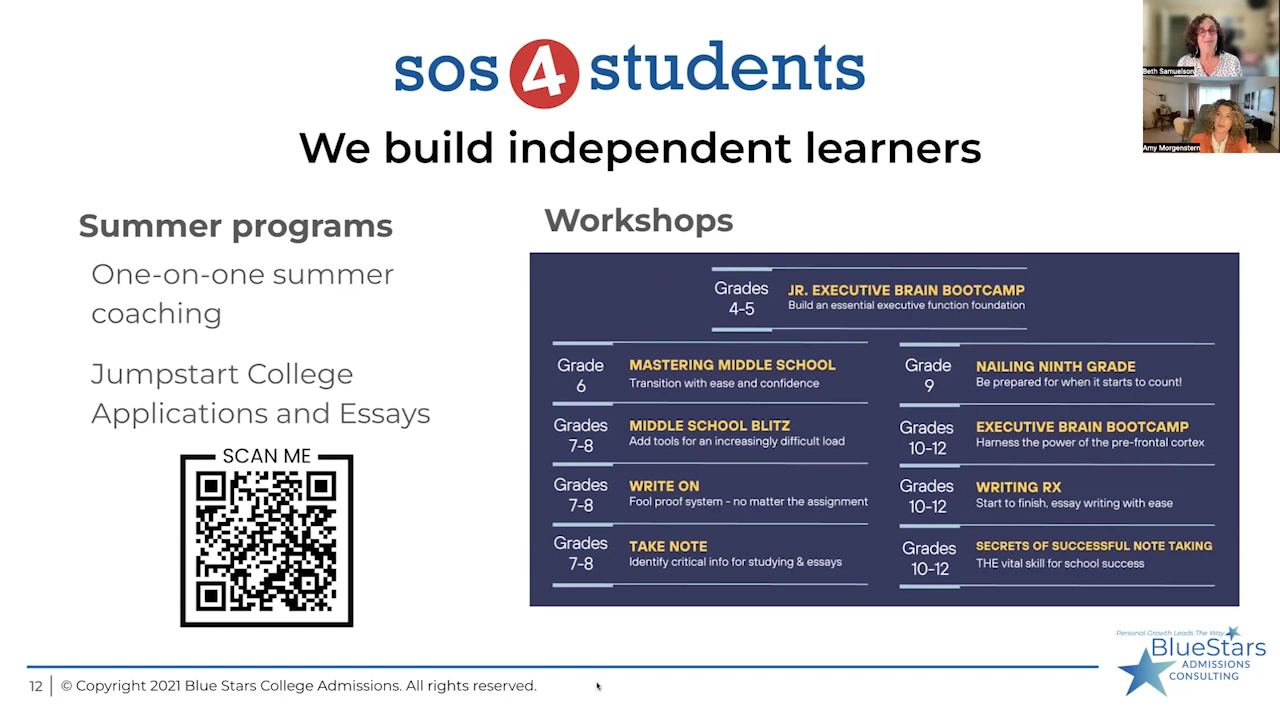 sos 4 students
We build independent learners
Beth Samuelson
Amy Morgenstern
Summer programs
One-on-one summer
coaching
Jumpstart College
Applications and Essays
SCAN ME
Workshops
Grades
4-5
JR. EXECUTIVE BRAIN BOOTCAMP
Build an essential executive function foundation
Grade
6
MASTERING MIDDLE SCHOOL
Transition with ease and confidence
Grades
7-8
MIDDLE SCHOOL BLITZ
Add tools for an increasingly difficult load
Grades
7-8
WRITE ON
Fool proof system - no matter the assignment
Grades
7-8
TAKE NOTE
Identify critical info for studying & essays
Grade
9
NAILING NINTH GRADE
Be prepared for when it starts to count!
Grades
10-12
EXECUTIVE BRAIN BOOTCAMP
Harness the power of the pre-frontal cortex
Grades
10-12
WRITING RX
Start to finish, essay writing with ease
Grades
10-12
SECRETS OF SUCCESSFUL NOTE TAKING
THE vital skill for school success
12 | © Copyright 2021 Blue Stars College Admissions. All rights reserved.
Personal Growth Leads The Way
BlueStars
ADMISSIONS
CONSULTING